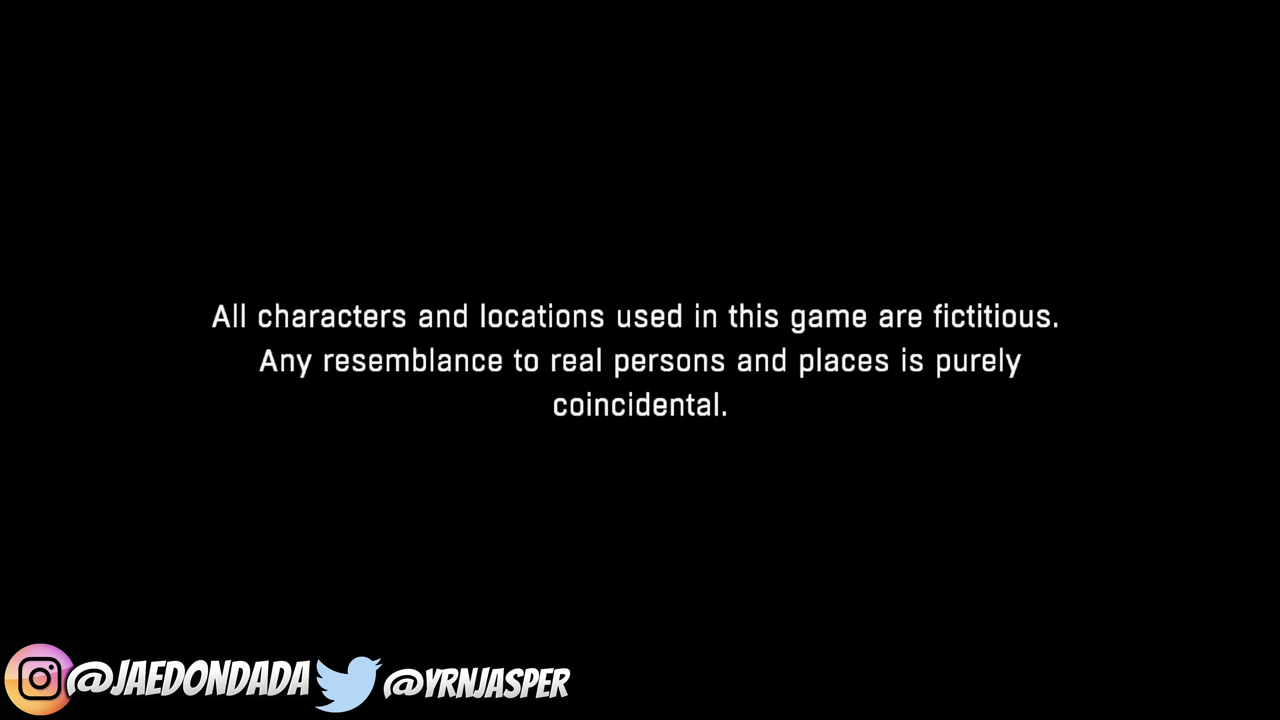 All characters and locations used in this game are fictitious.
Any resemblance to real persons and places is purely
coincidental.
@JAEDONDADA @YRNJASPER